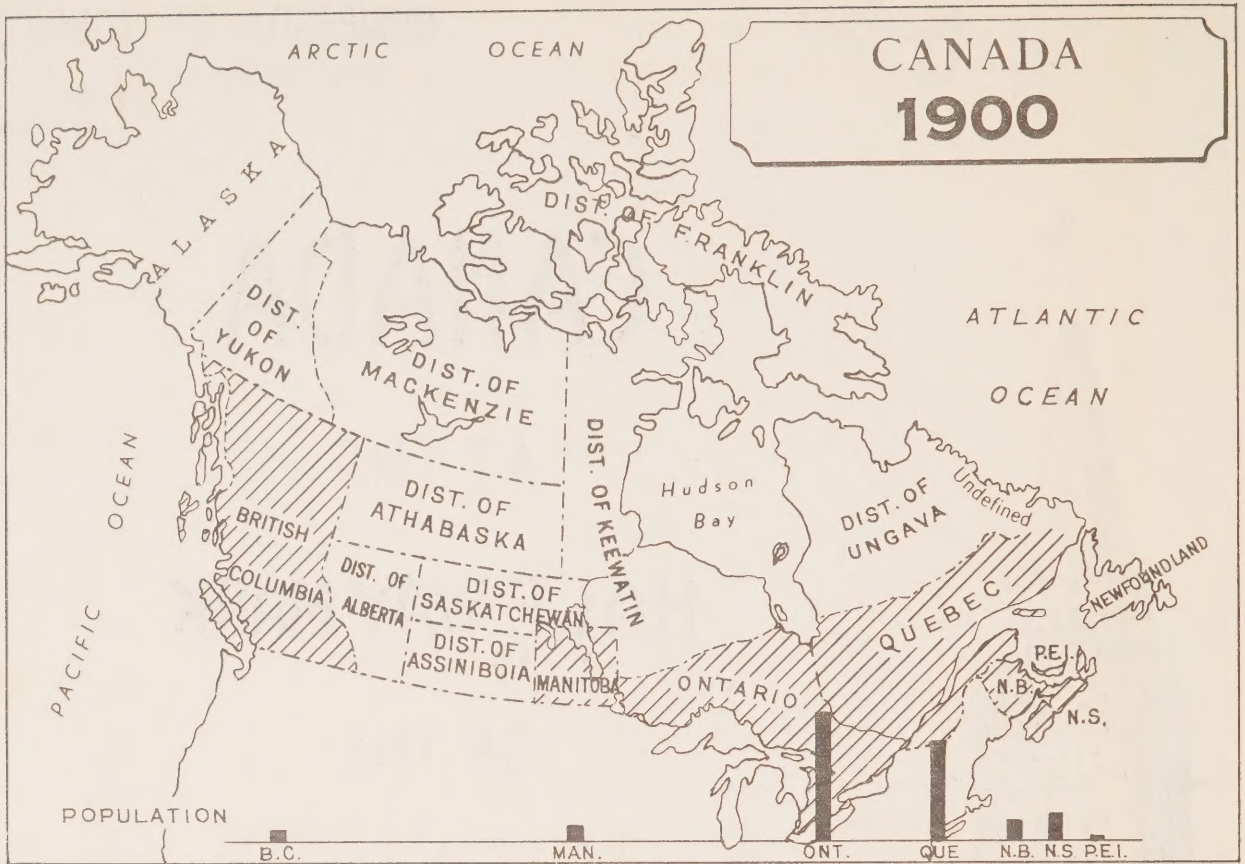 ARCTIC OCEAN
CANADA
1900
ALASKA
DIST. OF
FRANKLIN
DIST.
OF
YUKON
DIST. OF
MACKENZIE
ATLANTIC
OCEAN
PACIFIC OCEAN
DIST. OF KEEWATIN
Hudson
Bay
DIST. OF
UNGAVA
Undefined
DIST. OF
ATHABASKA
BRITISH
COLUMBIA
DIST. OF
ALBERTA
DIST. OF
SASKATCHEWAN
DIST. OF
ASSINIBOIA
MANITOBA
ONTARIO
QUEBEC
NEWFOUNDLAND
P.E.I.
N.B.
N.S.
POPULATION
B.C. MAN. ONT. QUE N.B. N.S P.E.I.